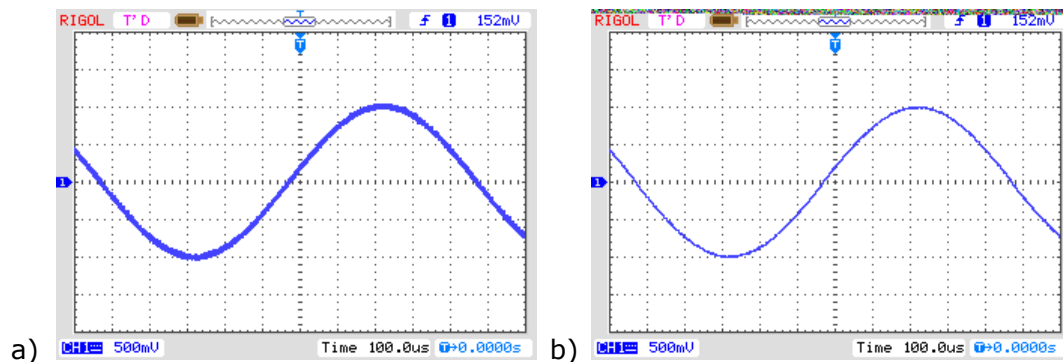 RIGOL T'D f 1 152mV
T
T
1
CH1 500mV Time 100.0us T→0.0000s
a)
RIGOL T'D f 1 152mV
T
1
CH1 500mV Time 100.0us T→0.0000s
b)